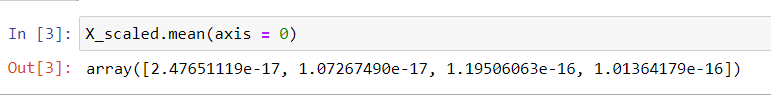 In [3]: X_scaled.mean(axis = 0)
Out[3]: array([2.47651119e-17, 1.07267490e-17, 1.19506063e-16, 1.01364179e-16])